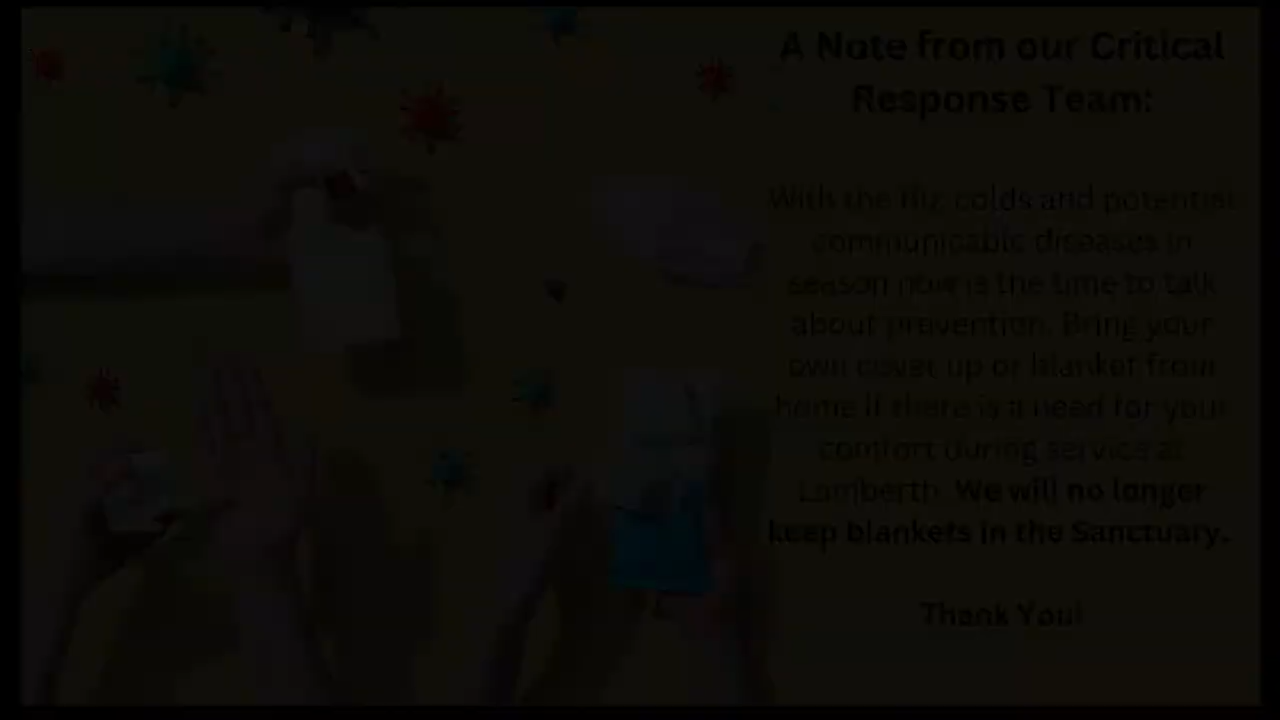 A Note from our Critical
Response Team:
With the flu, colds and potential
communicable diseases in
season now is the time to talk
about prevention. Bring your
own cover up or blanket from
home if there is a need for your
comfort during service at
Lamberth. We will no longer
keep blankets in the Sanctuary.
Thank You!